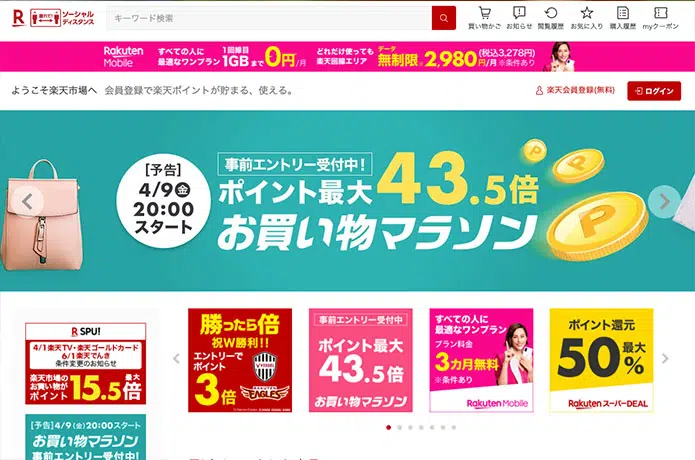 R
離れて!
ソーシャル
ディスタンス
キーワード検索
買い物かご
お知らせ
閲覧履歴
お気に入り
購入履歴
myクーポン
Rakuten
Mobile
すべての人に
最適なワンプラン
1回線目
1GBまで0円/月
どれだけ使っても
楽天回線エリア
データ
無制限※2,980円/月
(税込3,278円)
※条件あり
ようこそ楽天市場へ 会員登録で楽天ポイントが貯まる、使える。
楽天会員登録(無料)
ログイン
[予告]
4/9金
20:00
スタート
事前エントリー受付中!
ポイント最大43.5倍
お買い物マラソン
P
P
P
R SPU!
4/1楽天TV・楽天ゴールドカード
6/1楽天でんき
条件変更のお知らせ
楽天市場の
お買い物が
ポイント
最大
15.5倍
[予告]4/9(金)20:00スタート
お買い物マラソン
事前エントリー受付中!
勝ったら倍
祝W勝利!!
エントリーで
ポイント
3倍
VISSEL
EAGLES
事前エントリー受付中
ポイント最大
43.5倍
お買い物マラソン
すべての人に
最適なワンプラン
プラン料金
3カ月無料
※条件あり
Rakuten Mobile
ポイント還元
最大
50%
Rakuten スーパーDEAL